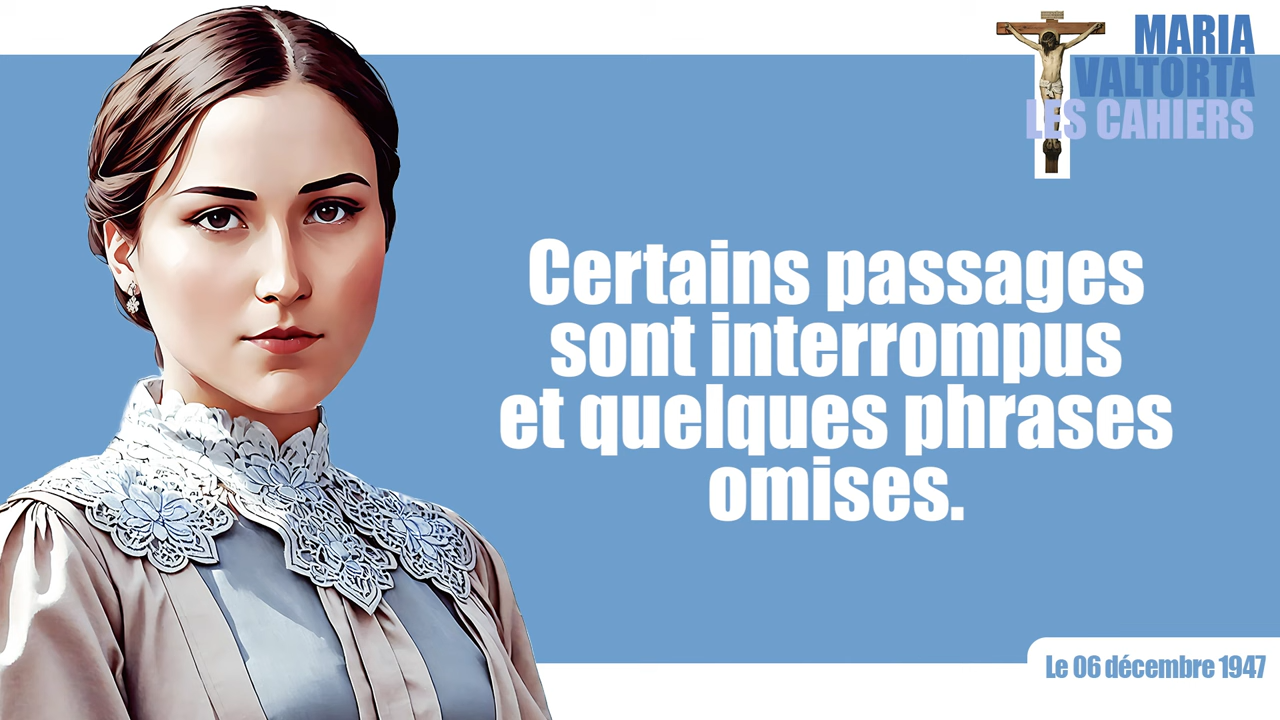 MARIA
VALTORTA
LES CAHIERS
Certains passages
sont interrompus
et quelques phrases
omises.
Le 06 décembre 1947